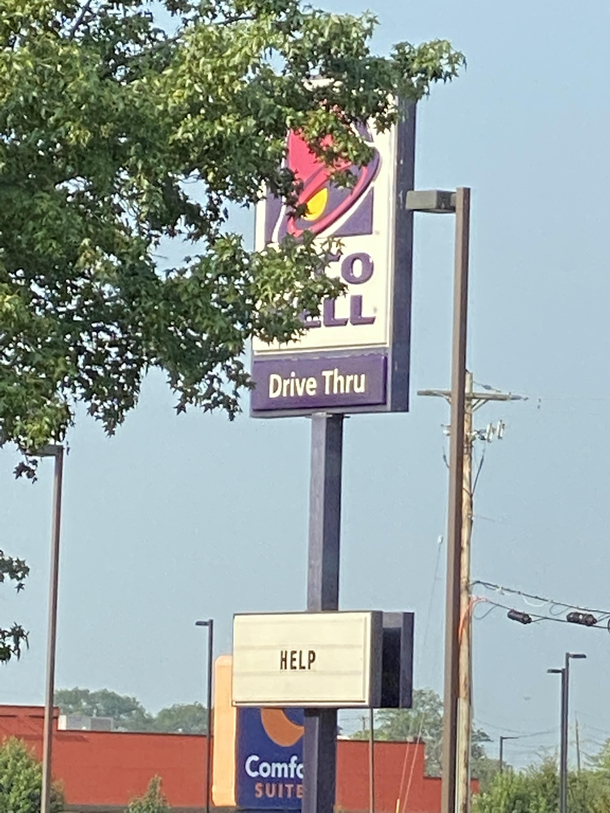 CO
ELL
Drive Thru
HELP
Comfo
SUITE